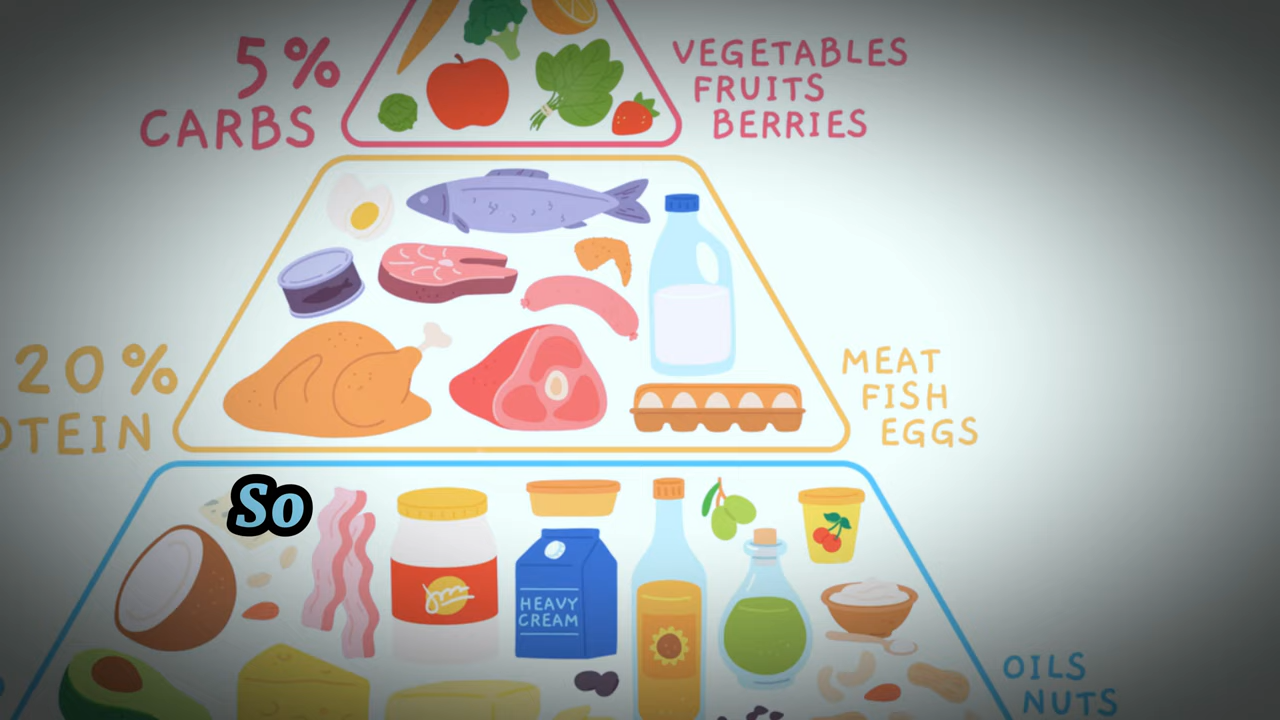 5%
CARBS
VEGETABLES
FRUITS
BERRIES
20%
OTEIN
MEAT
FISH
EGGS
So
HEAVY
CREAM
OILS
NUTS